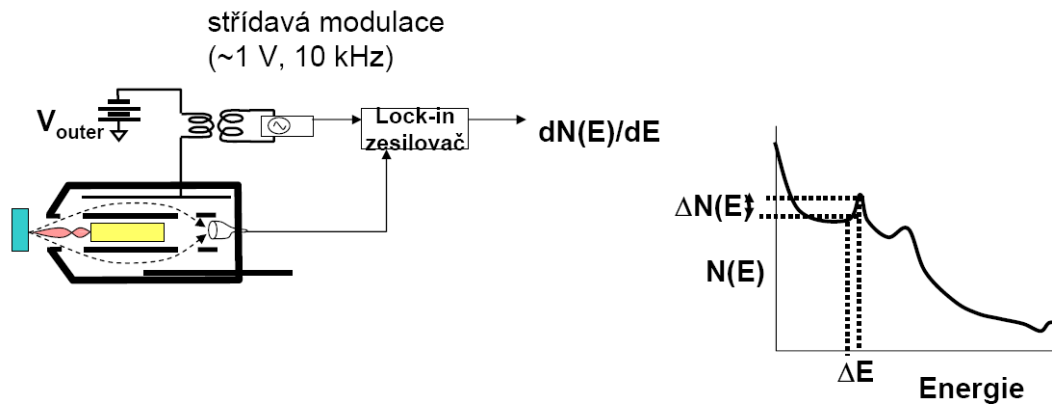 střídavá modulace
(~1 V, 10 kHz)
V outer
Lock-in
zesilovač
dN(E)/dE
ΔN(E)
N(E)
ΔE
Energie